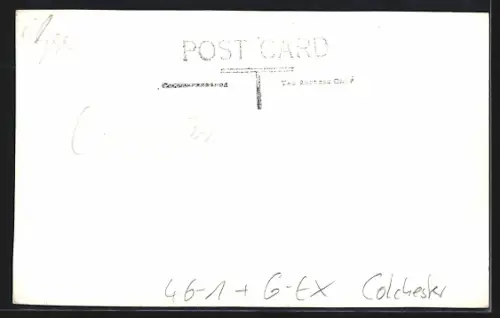 POST CARD
CORRESPONDENCE THE ADDRESS ONLY
46-1 + G-EX Colchester